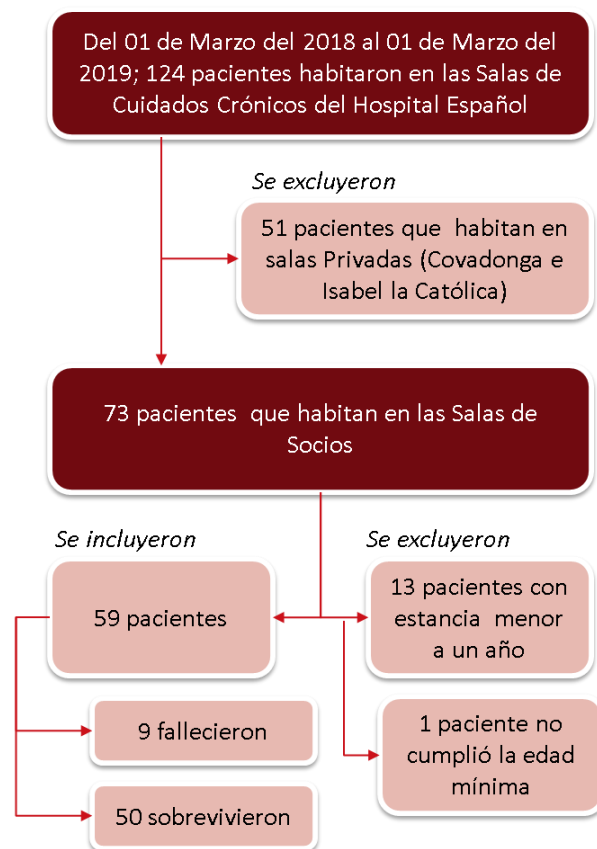 Del 01 de Marzo del 2018 al 01 de Marzo del
2019; 124 pacientes habitaron en las Salas de
Cuidados Crónicos del Hospital Español
Se excluyeron
51 pacientes que habitan en
salas Privadas (Covadonga e
Isabel la Católica)
73 pacientes que habitan en las Salas de
Socios
Se incluyeron
59 pacientes
9 fallecieron
50 sobrevivieron
Se excluyeron
13 pacientes con
estancia menor
a un año
1 paciente no
cumplió la edad
mínima